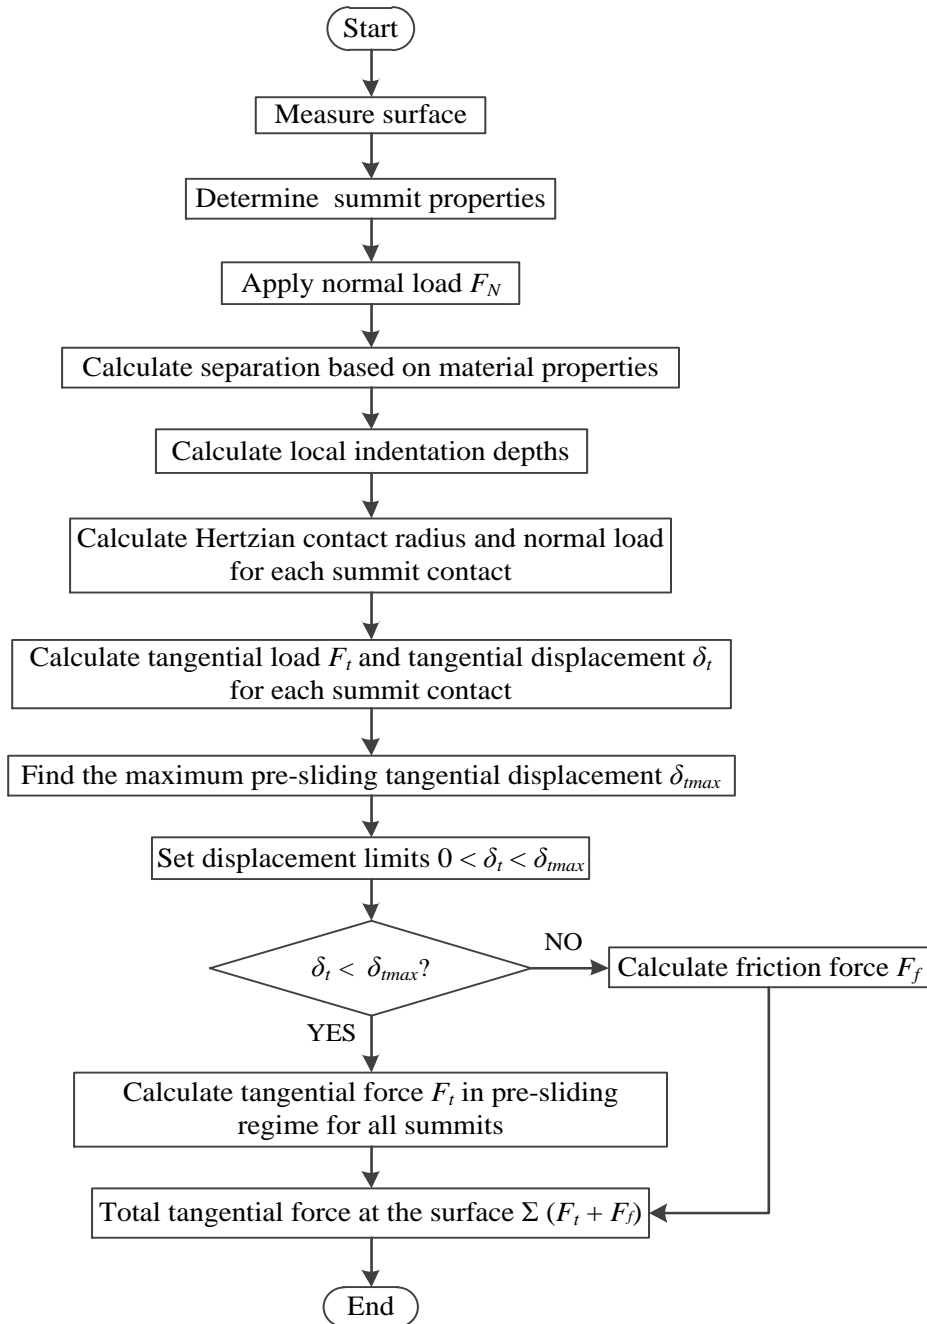 Start
Measure surface
Determine  summit properties
Apply normal load F_N
Calculate separation based on material properties
Calculate local indentation depths
Calculate Hertzian contact radius and normal load
for each summit contact
Calculate tangential load F_t and tangential displacement δ_t
for each summit contact
Find the maximum pre-sliding tangential displacement δ_tmax
Set displacement limits 0 < δ_t < δ_tmax
δ_t < δ_tmax?
NO
Calculate friction force F_f
YES
Calculate tangential force F_t in pre-sliding
regime for all summits
Total tangential force at the surface Σ (F_t + F_f)
End